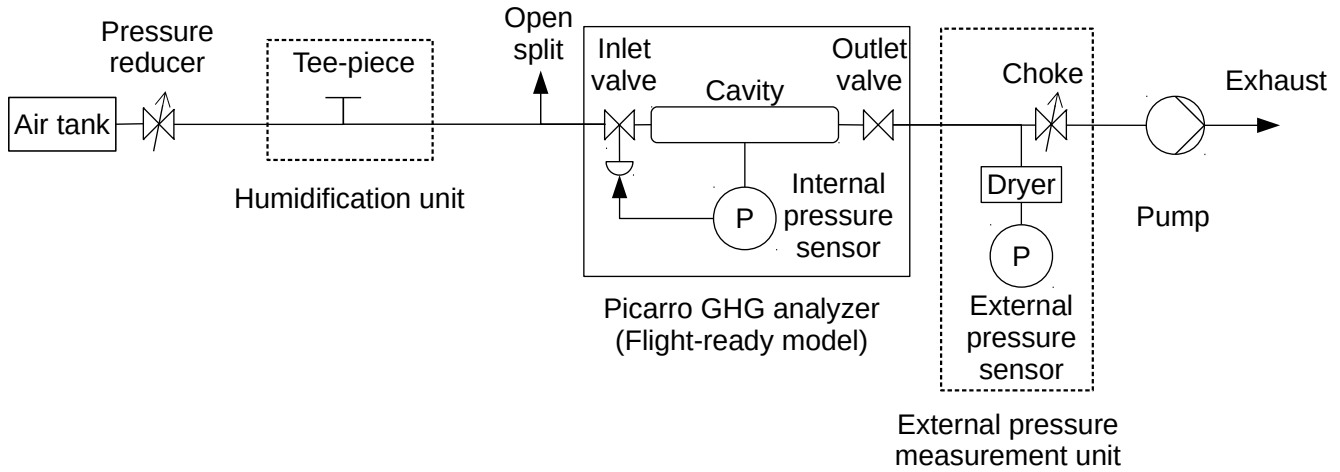 Pressure
reducer
Air tank
Tee-piece
Humidification unit
Open
split
Inlet
valve
Cavity
Outlet
valve
P
Internal
pressure
sensor
Picarro GHG analyzer
(Flight-ready model)
Choke
Dryer
P
External
pressure
sensor
External pressure
measurement unit
Pump
Exhaust